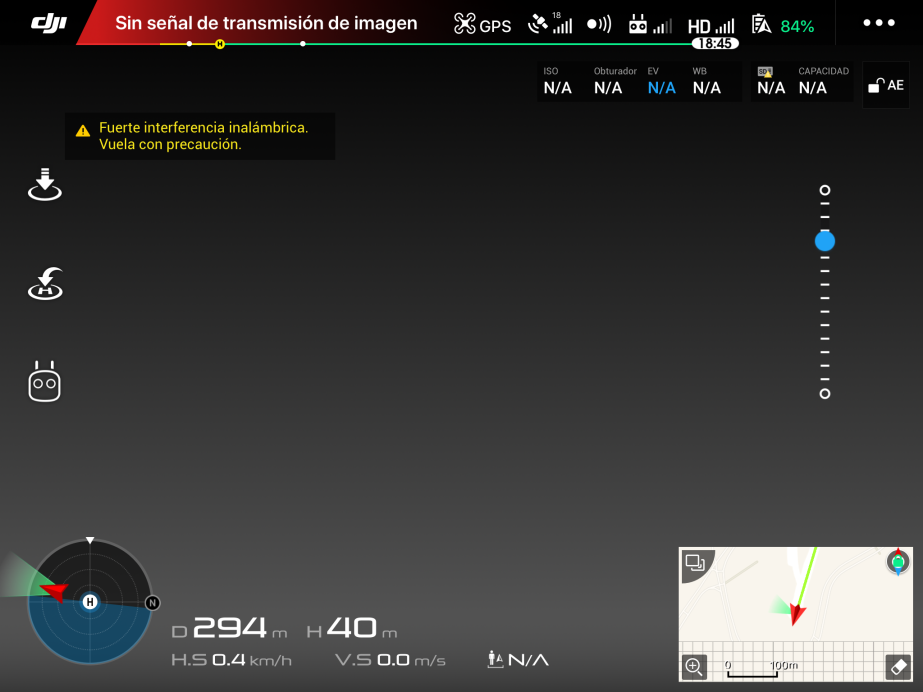 dji Sin señal de transmisión de imagen GPS 18 HD 84%
H 18:45
ISO Obturador EV WB SD CAPACIDAD
N/A N/A N/A N/A N/A N/A AE
Fuerte interferencia inalámbrica.
Vuela con precaución.
H
H N
D 294 m H 40 m
H.S 0.4 km/h V.S 0.0 m/s N/A
0 100m